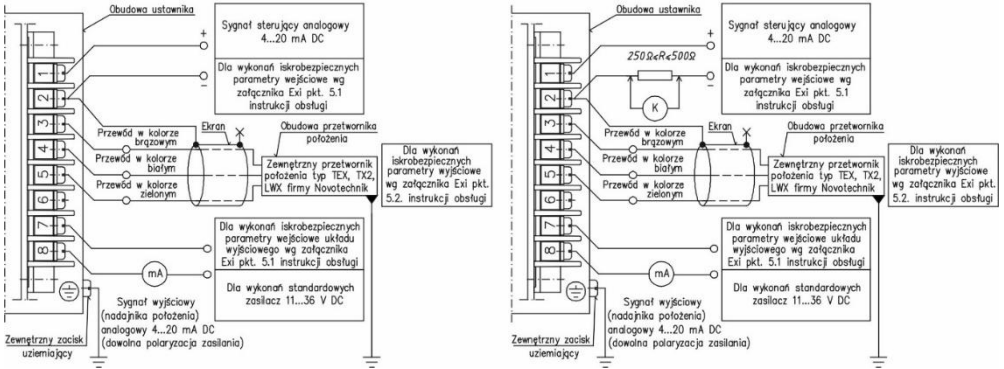 Obudowa ustawnika
+
Sygnał sterujący analogowy
4...20 mA DC
–
Dla wykonań iskrobezpiecznych
parametry wejściowe wg
załącznika Exi pkt. 5.1
instrukcji obsługi
1
2
3
4
5
6
7
8
Przewód w kolorze
brązowym
Przewód w kolorze
białym
Przewód w kolorze
zielonym
Ekran
Obudowa przetwornika
położenia
Zewnętrzny przetwornik
położenia typ TEX, TX2,
LWX firmy Novotechnik
Dla wykonań
iskrobezpiecznych
parametry wyjściowe
wg załącznika Exi pkt.
5.2. instrukcji obsługi
Dla wykonań iskrobezpiecznych
parametry wejściowe układu
wyjściowego wg załącznika
Exi pkt. 5.1 instrukcji obsługi
mA
Dla wykonań standardowych
zasilacz 11...36 V DC
Sygnał wyjściowy
(nadajnika położenia)
analogowy 4...20 mA DC
(dowolna polaryzacja zasilania)
Zewnętrzny zacisk
uziemiający
Obudowa ustawnika
+
Sygnał sterujący analogowy
4...20 mA DC
250Ω≤R≤500Ω
–
K
Dla wykonań iskrobezpiecznych
parametry wejściowe wg
załącznika Exi pkt. 5.1
instrukcji obsługi
1
2
3
4
5
6
7
8
Przewód w kolorze
brązowym
Przewód w kolorze
białym
Przewód w kolorze
zielonym
Ekran
Obudowa przetwornika
położenia
Zewnętrzny przetwornik
położenia typ TEX, TX2,
LWX firmy Novotechnik
Dla wykonań
iskrobezpiecznych
parametry wyjściowe
wg załącznika Exi pkt.
5.2. instrukcji obsługi
Dla wykonań iskrobezpiecznych
parametry wejściowe układu
wyjściowego wg załącznika
Exi pkt. 5.1 instrukcji obsługi
mA
Dla wykonań standardowych
zasilacz 11...36 V DC
Sygnał wyjściowy
(nadajnika położenia)
analogowy 4...20 mA DC
(dowolna polaryzacja zasilania)
Zewnętrzny zacisk
uziemiający